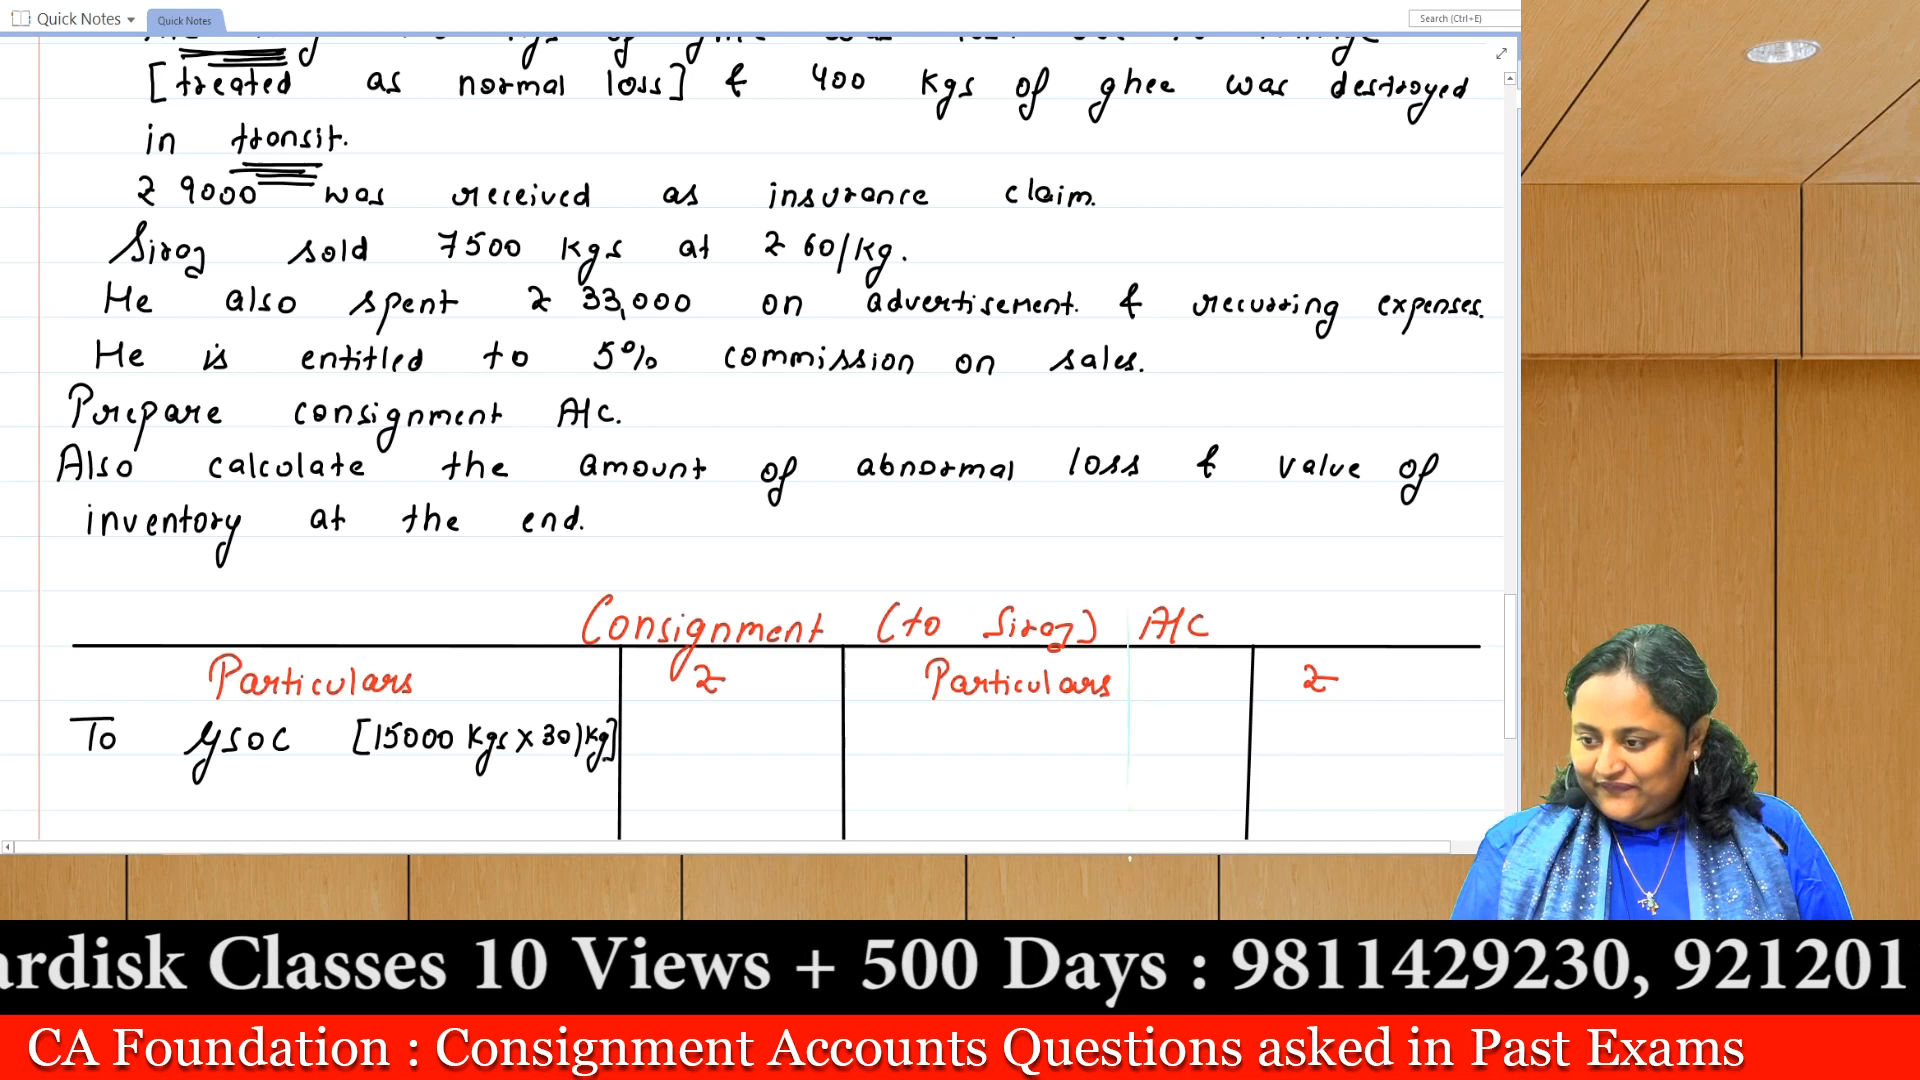 Quick Notes
Quick Notes
Search (Ctrl+E)
[treated as normal loss] & 400 kgs of ghee was destroyed
in transit.
₹ 9000 was received as insurance claim.
Siroj sold 7500 kgs at ₹ 60/kg.
He also spent ₹ 33,000 on advertisement & recurring expenses.
He is entitled to 5% commission on sales.
Prepare consignment A/c.
Also calculate the amount of abnormal loss & value of
inventory at the end.
Consignment (to Siroj) A/C
Particulars ₹ Particulars ₹
To GSOC [15000 Kgs x 30/kg]
ardisk Classes 10 Views + 500 Days : 9811429230, 921201
CA Foundation : Consignment Accounts Questions asked in Past Exams